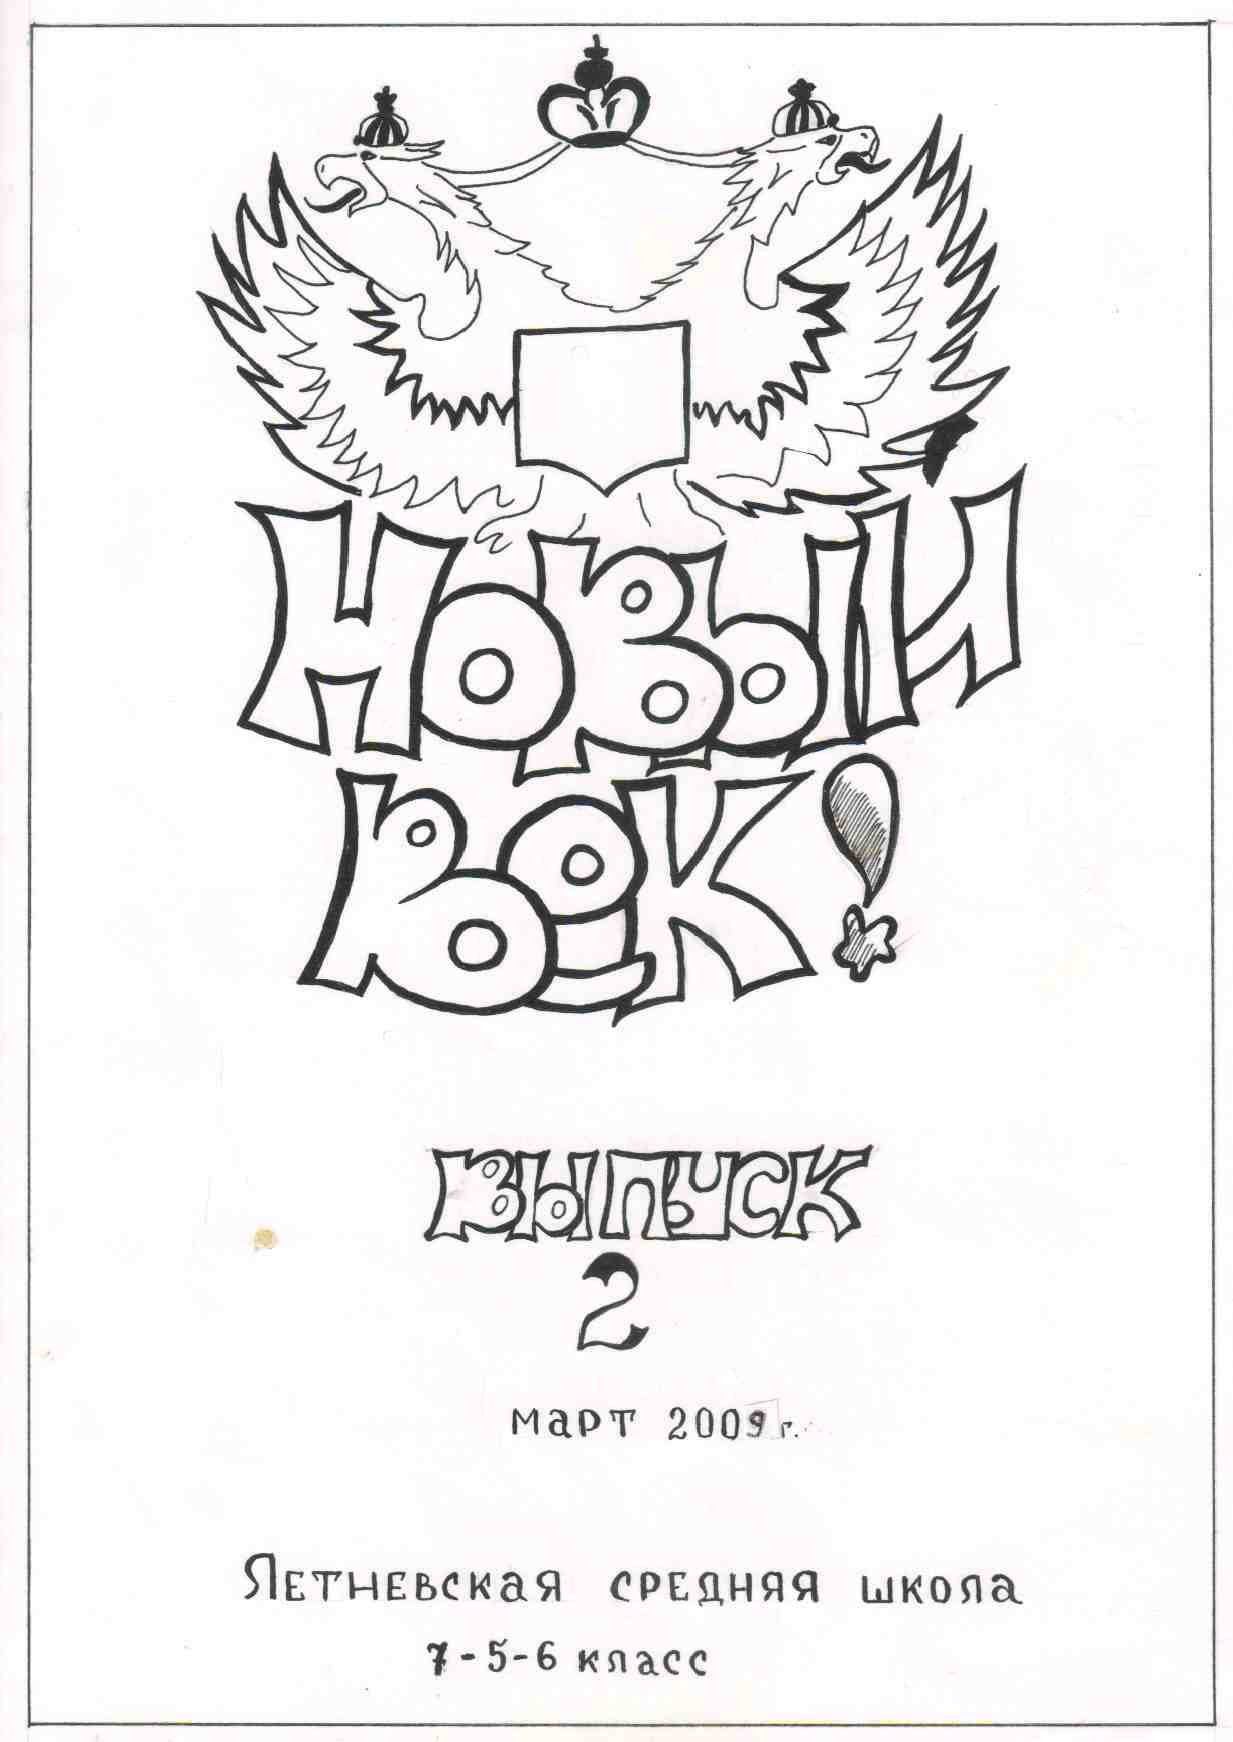 Новый
Век!
Выпуск
2
март 2009 г.
Летневская средняя школа
7-5-6 класс